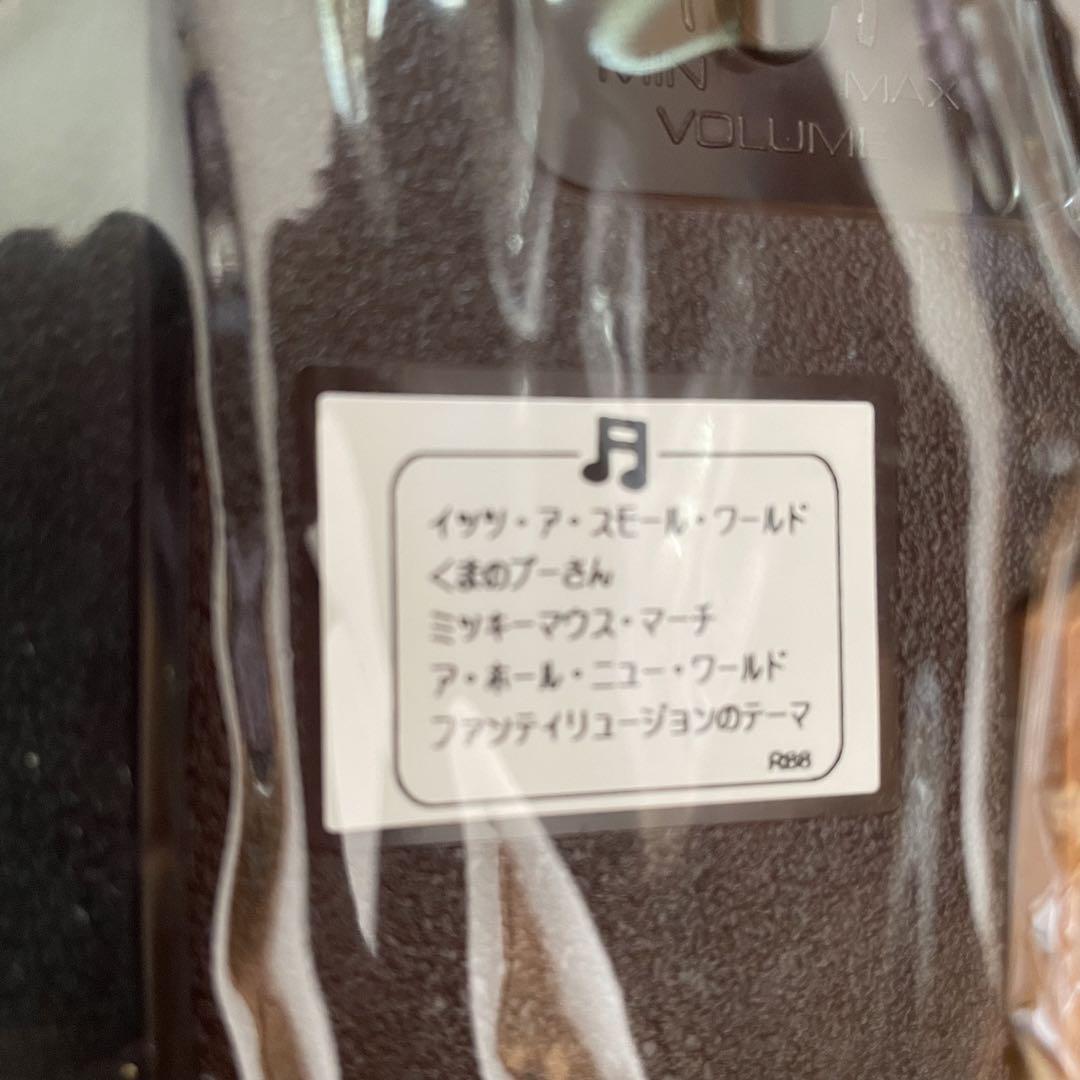 MIN MAX
VOLUME
イッツ・ア・スモール・ワールド
くまのプーさん
ミッキーマウス・マーチ
ア・ホール・ニュー・ワールド
ファンティリュージョンのテーマ